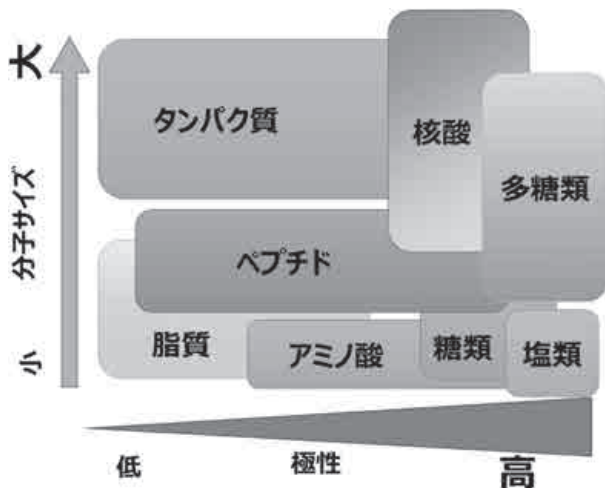 大
分子サイズ
小
タンパク質
核酸
多糖類
ペプチド
脂質
アミノ酸
糖類
塩類
低
極性
高